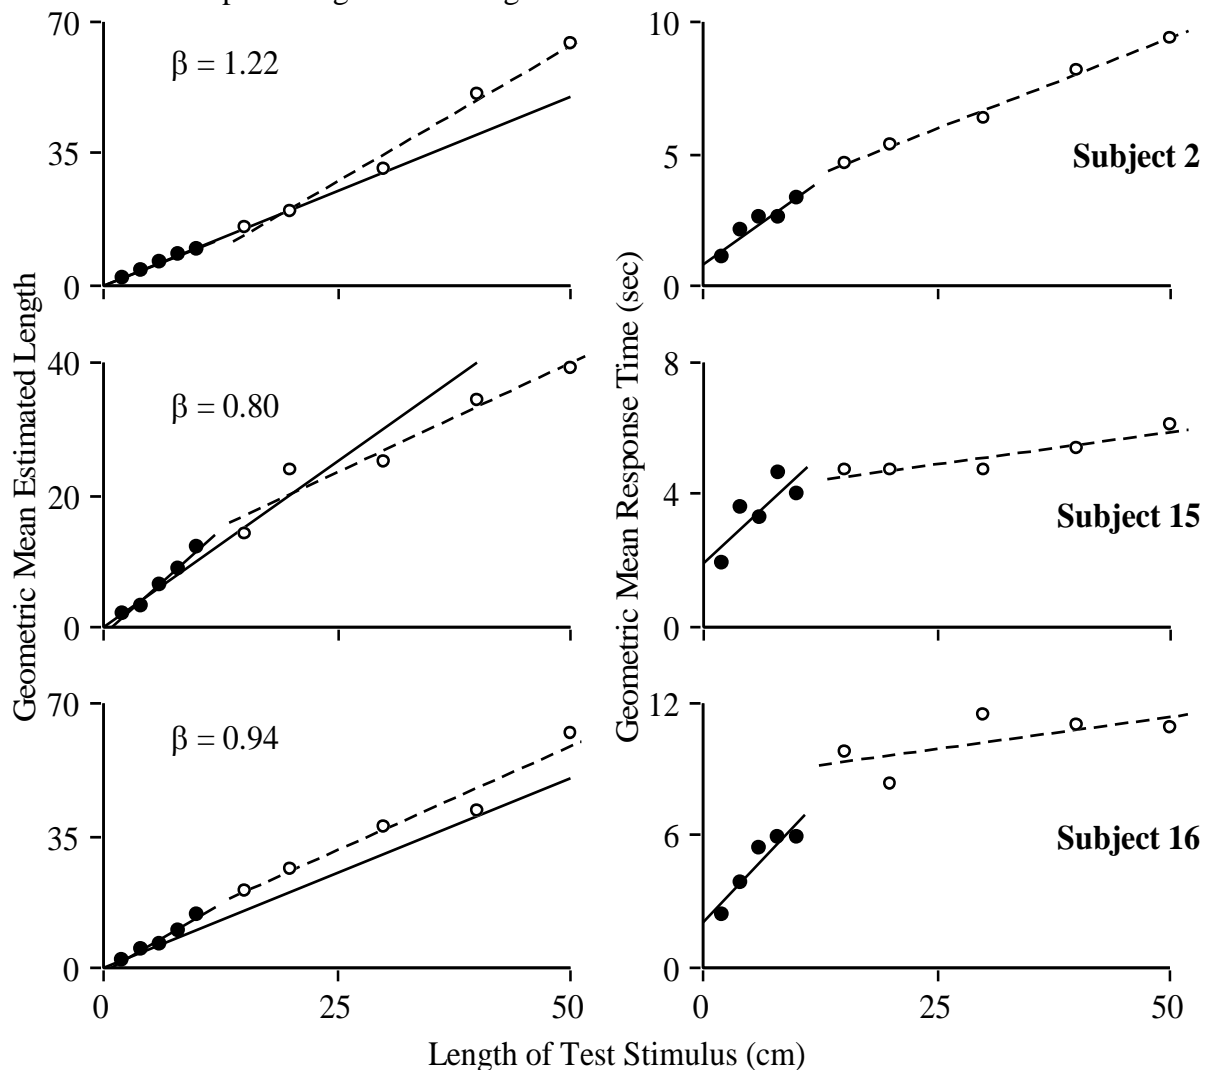 70
β = 1.22
35
0
10
5
0
Subject 2
40
β = 0.80
20
0
8
4
0
Subject 15
70
β = 0.94
35
0
0
25
50
12
6
0
0
25
50
Subject 16
Geometric Mean Estimated Length
Geometric Mean Response Time (sec)
Length of Test Stimulus (cm)